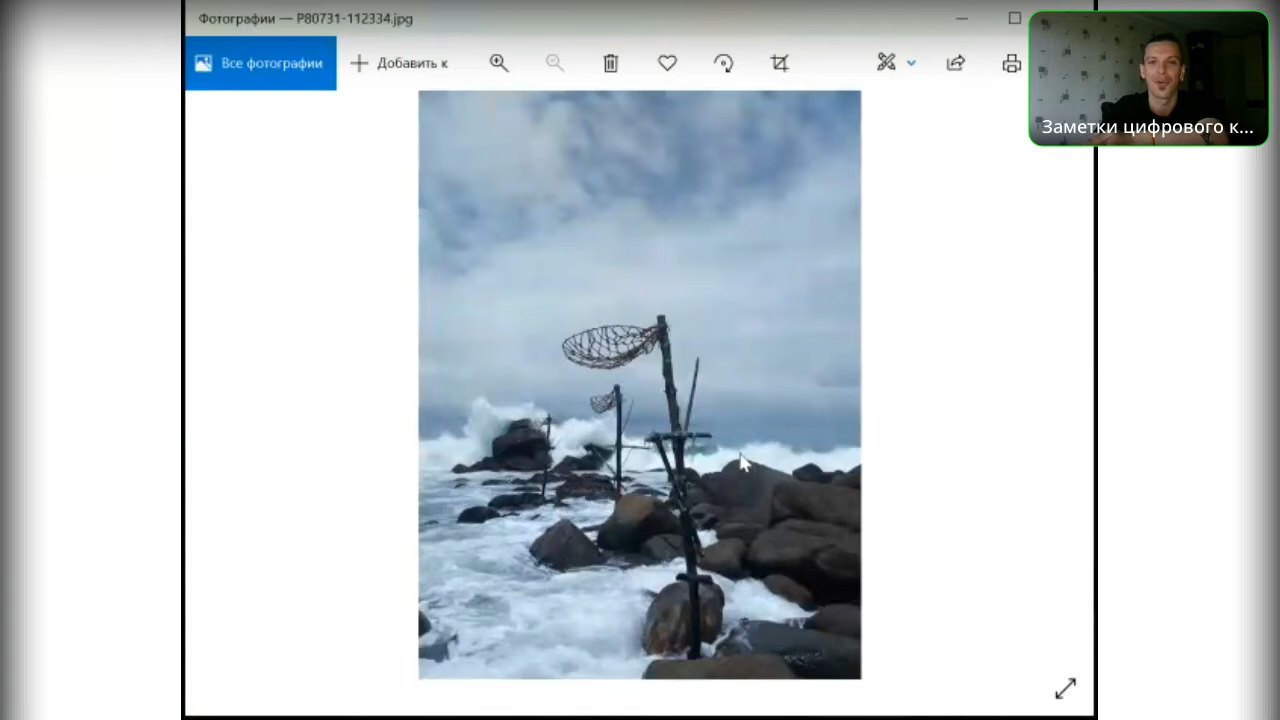 Фотографии — P80731-112334.jpg
Все фотографии
Добавить к
Заметки цифрового к...